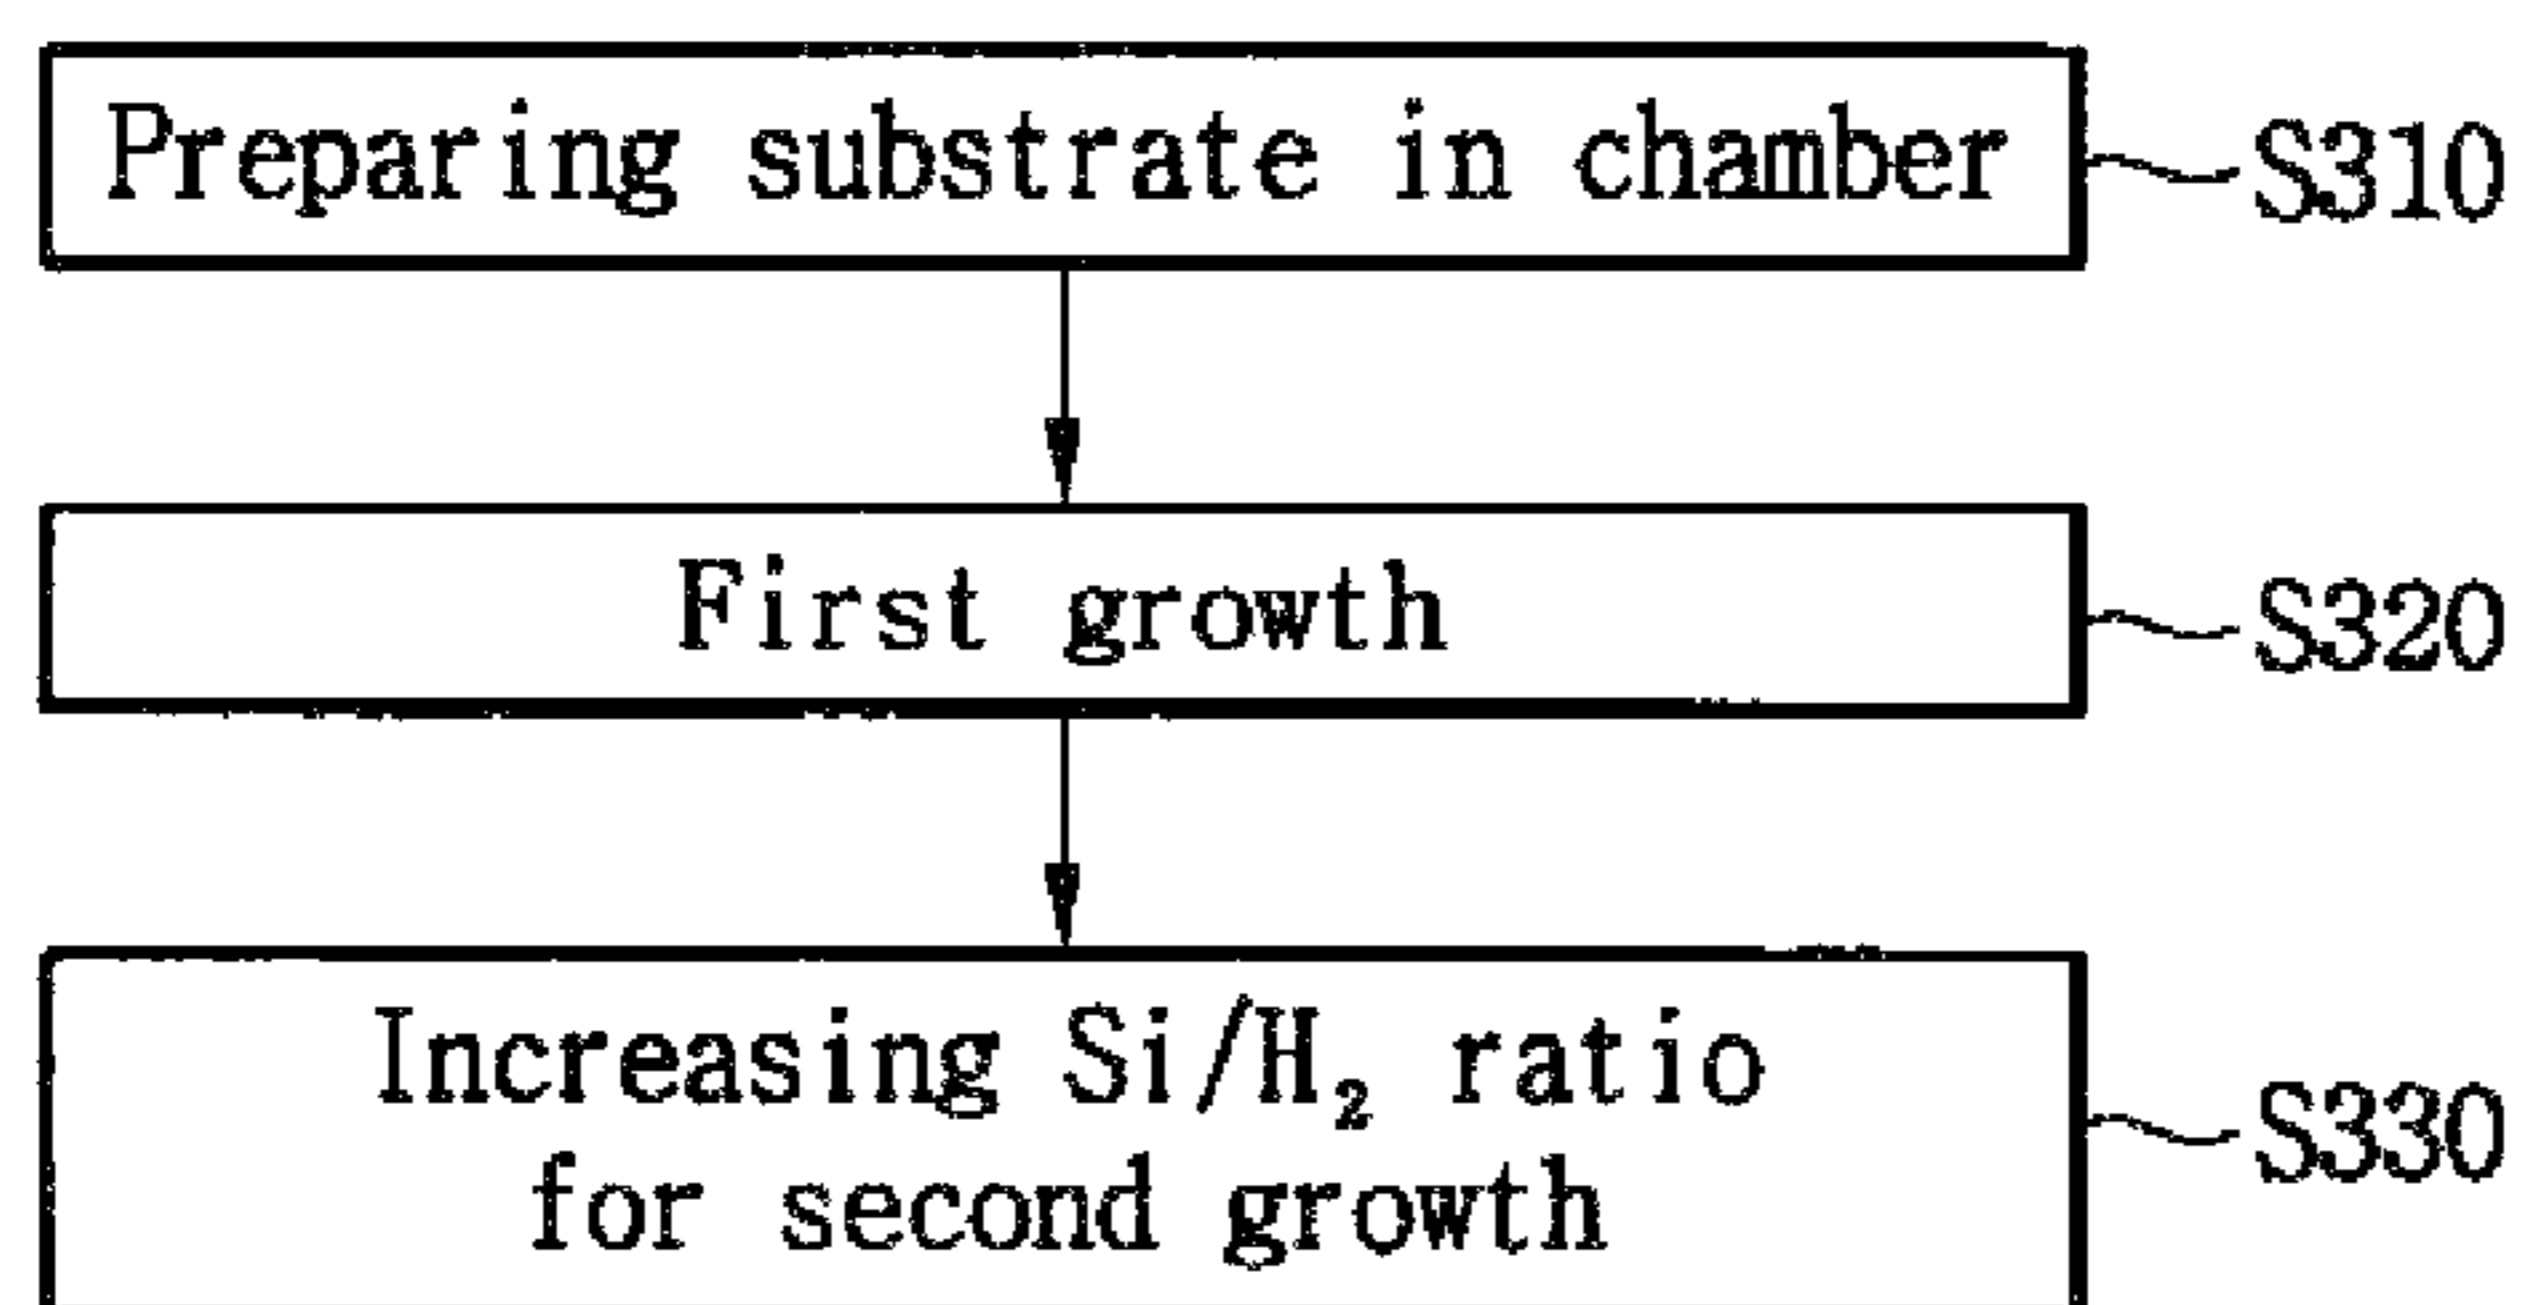 Preparing substrate in chamber
S310
First growth
S320
Increasing Si/H₂ ratio
for second growth
S330